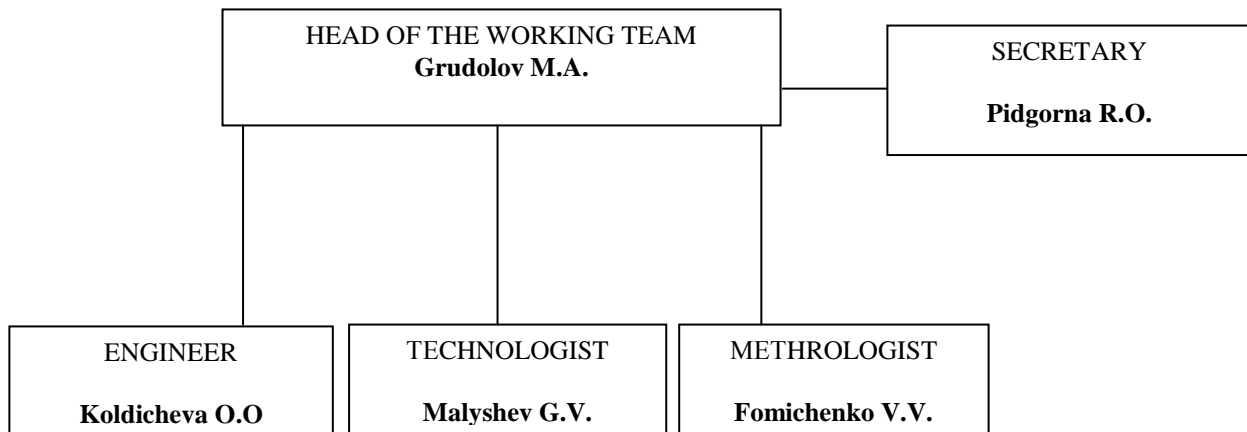 HEAD OF THE WORKING TEAM
Grudolov M.A.
SECRETARY
Pidgorna R.O.
ENGINEER
Koldicheva O.O
TECHNOLOGIST
Malyshev G.V.
METHROLOGIST
Fomichenko V.V.